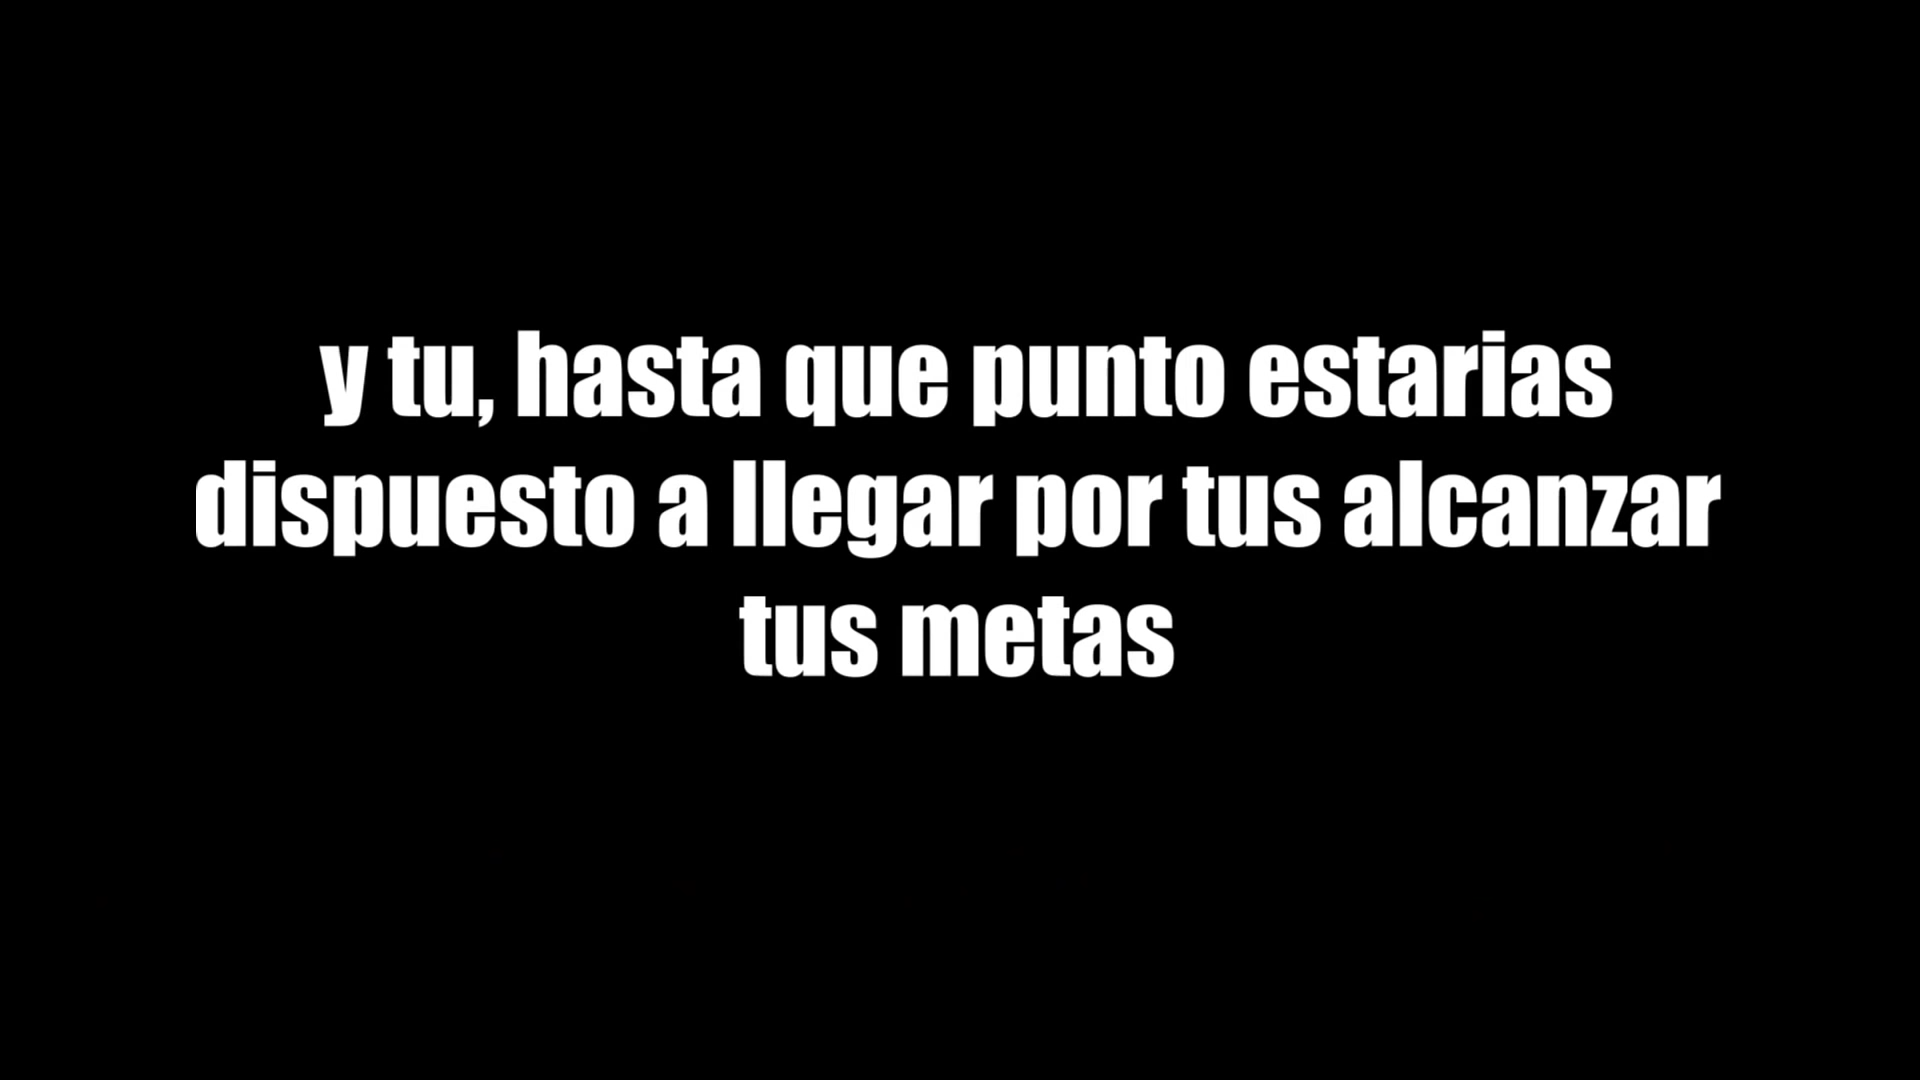 y tu, hasta que punto estarias
dispuesto a llegar por tus alcanzar
tus metas